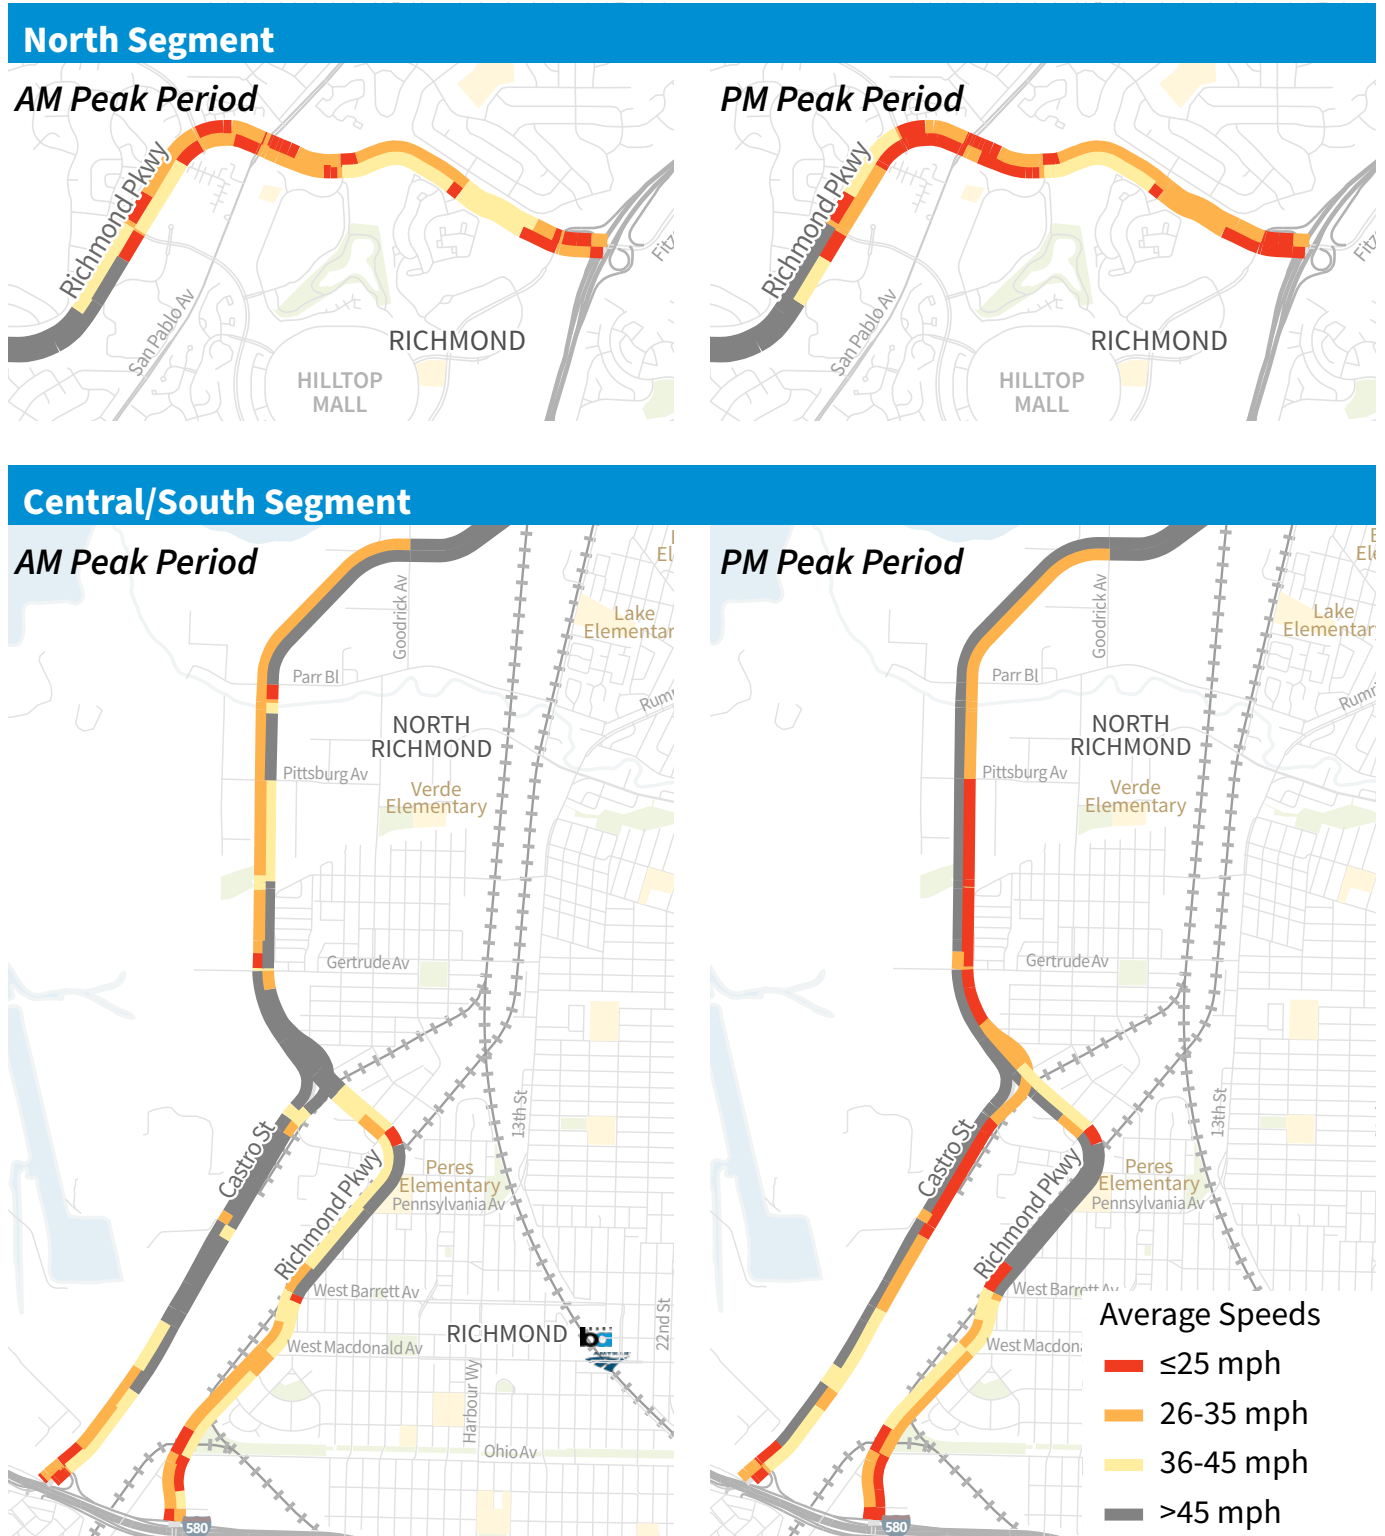 North Segment
AM Peak Period
Richmond Pkwy
San Pablo Av
RICHMOND
HILLTOP
MALL
PM Peak Period
Richmond Pkwy
San Pablo Av
RICHMOND
HILLTOP
MALL
Central/South Segment
AM Peak Period
Goodrick Av
Lake
Parr Bl
NORTH
RICHMOND
Pittsburg Av
Verde
Elementary
Gertrude Av
13th St
Castro St
Richmond Pkwy
Peres
Elementary
Pennsylvania Av
West Barrett Av
RICHMOND
22nd St
West Macdonald Av
Harbour Wy
Ohio Av
580
PM Peak Period
Goodrick Av
Lake
Parr Bl
NORTH
RICHMOND
Pittsburg Av
Verde
Elementary
Gertrude Av
13th St
Castro St
Richmond Pkwy
Peres
Elementary
Pennsylvania Av
West Barrett Av
West Macdona
580
Average Speeds
≤25 mph
26-35 mph
36-45 mph
>45 mph